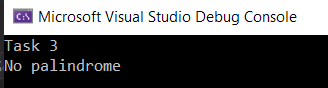 Microsoft Visual Studio Debug Console
Task 3
No palindrome